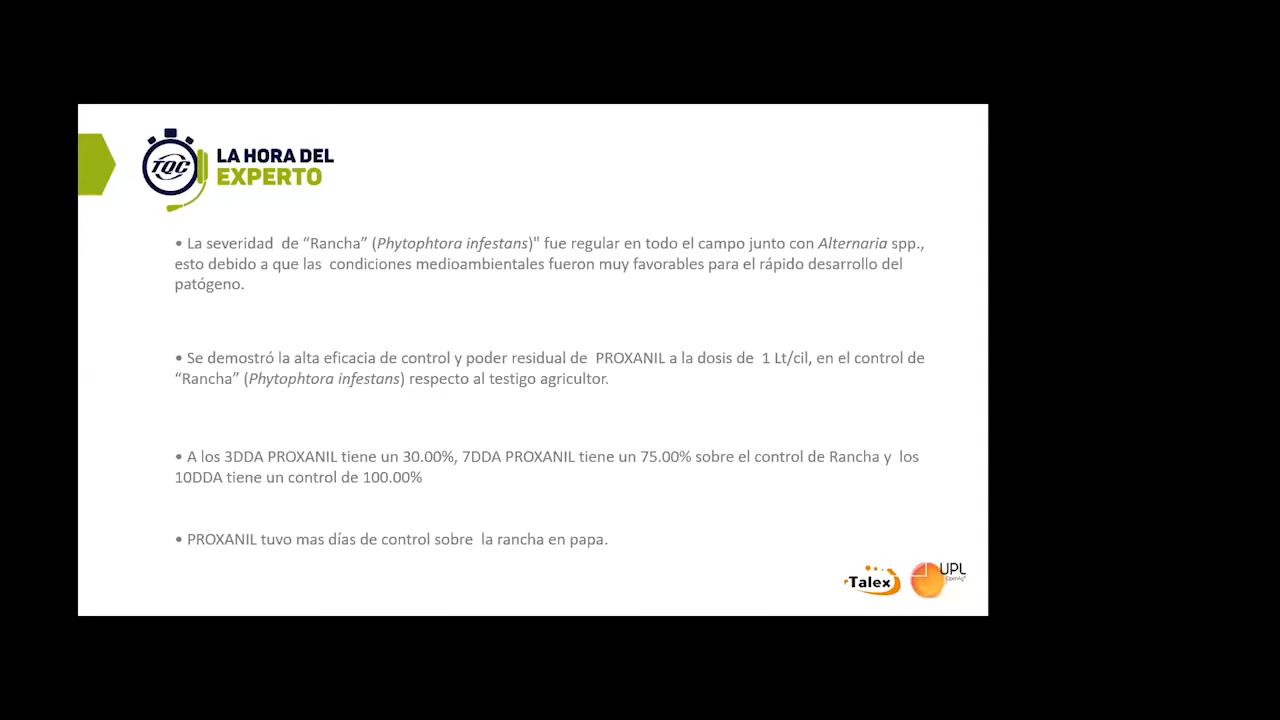 TQC
LA HORA DEL
EXPERTO
• La severidad de “Rancha” (Phytophtora infestans)" fue regular en todo el campo junto con Alternaria spp.,
esto debido a que las condiciones medioambientales fueron muy favorables para el rápido desarrollo del
patógeno.
• Se demostró la alta eficacia de control y poder residual de PROXANIL a la dosis de 1 Lt/cil, en el control de
“Rancha” (Phytophtora infestans) respecto al testigo agricultor.
• A los 3DDA PROXANIL tiene un 30.00%, 7DDA PROXANIL tiene un 75.00% sobre el control de Rancha y los
10DDA tiene un control de 100.00%
• PROXANIL tuvo mas días de control sobre la rancha en papa.
Talex
UPL
OpenAg